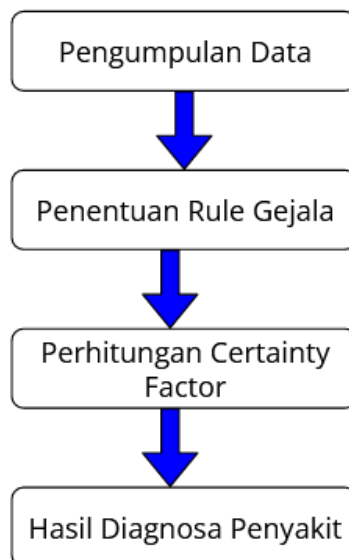 Pengumpulan Data
Penentuan Rule Gejala
Perhitungan Certainty
Factor
Hasil Diagnosa Penyakit